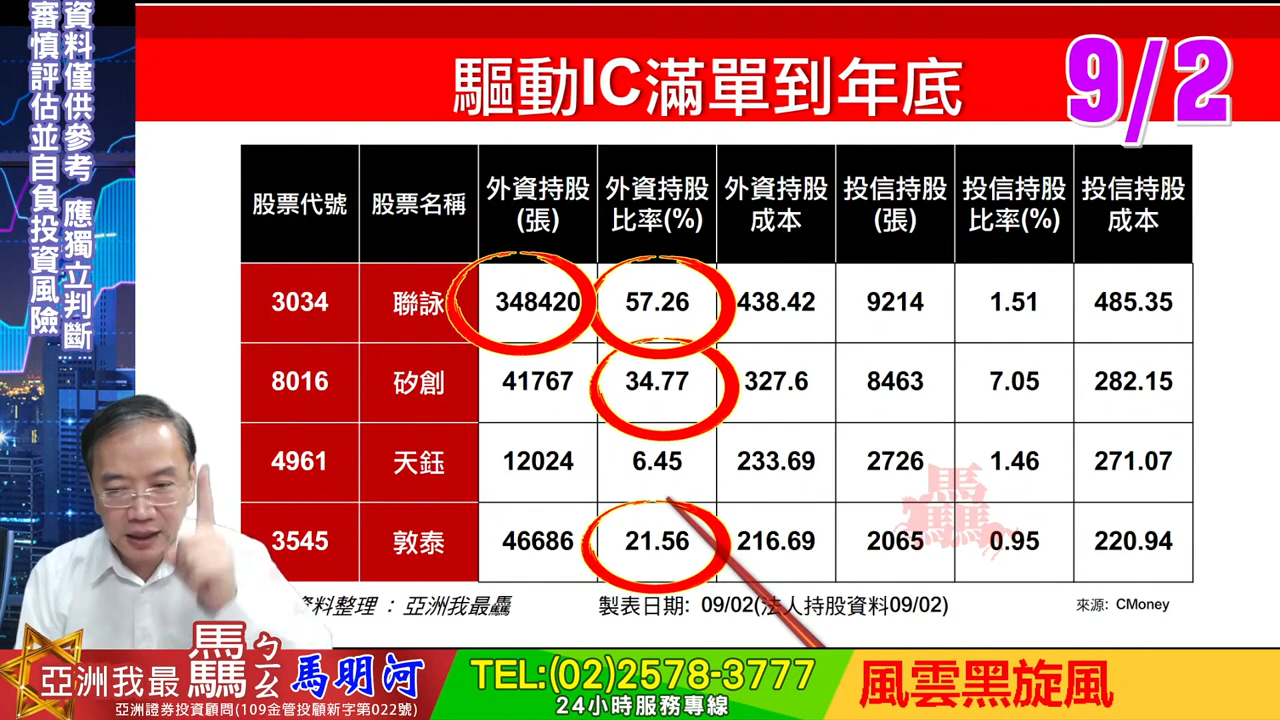 資料僅供參考 應獨立判斷
審慎評估並自負投資風險
驅動IC滿單到年底
9/2
股票代號 股票名稱 外資持股(張) 外資持股比率(%) 外資持股成本 投信持股(張) 投信持股比率(%) 投信持股成本
3034 聯詠 348420 57.26 438.42 9214 1.51 485.35
8016 矽創 41767 34.77 327.6 8463 7.05 282.15
4961 天鈺 12024 6.45 233.69 2726 1.46 271.07
3545 敦泰 46686 21.56 216.69 2065 0.95 220.94
資料整理：亞洲我最驫 製表日期: 09/02(法人持股資料09/02) 來源: CMoney
亞洲我最驫 ㄅㄧㄠ 馬明河
亞洲證券投資顧問(109金管投顧新字第022號)
TEL:(02)2578-3777
24小時服務專線
風雲黑旋風